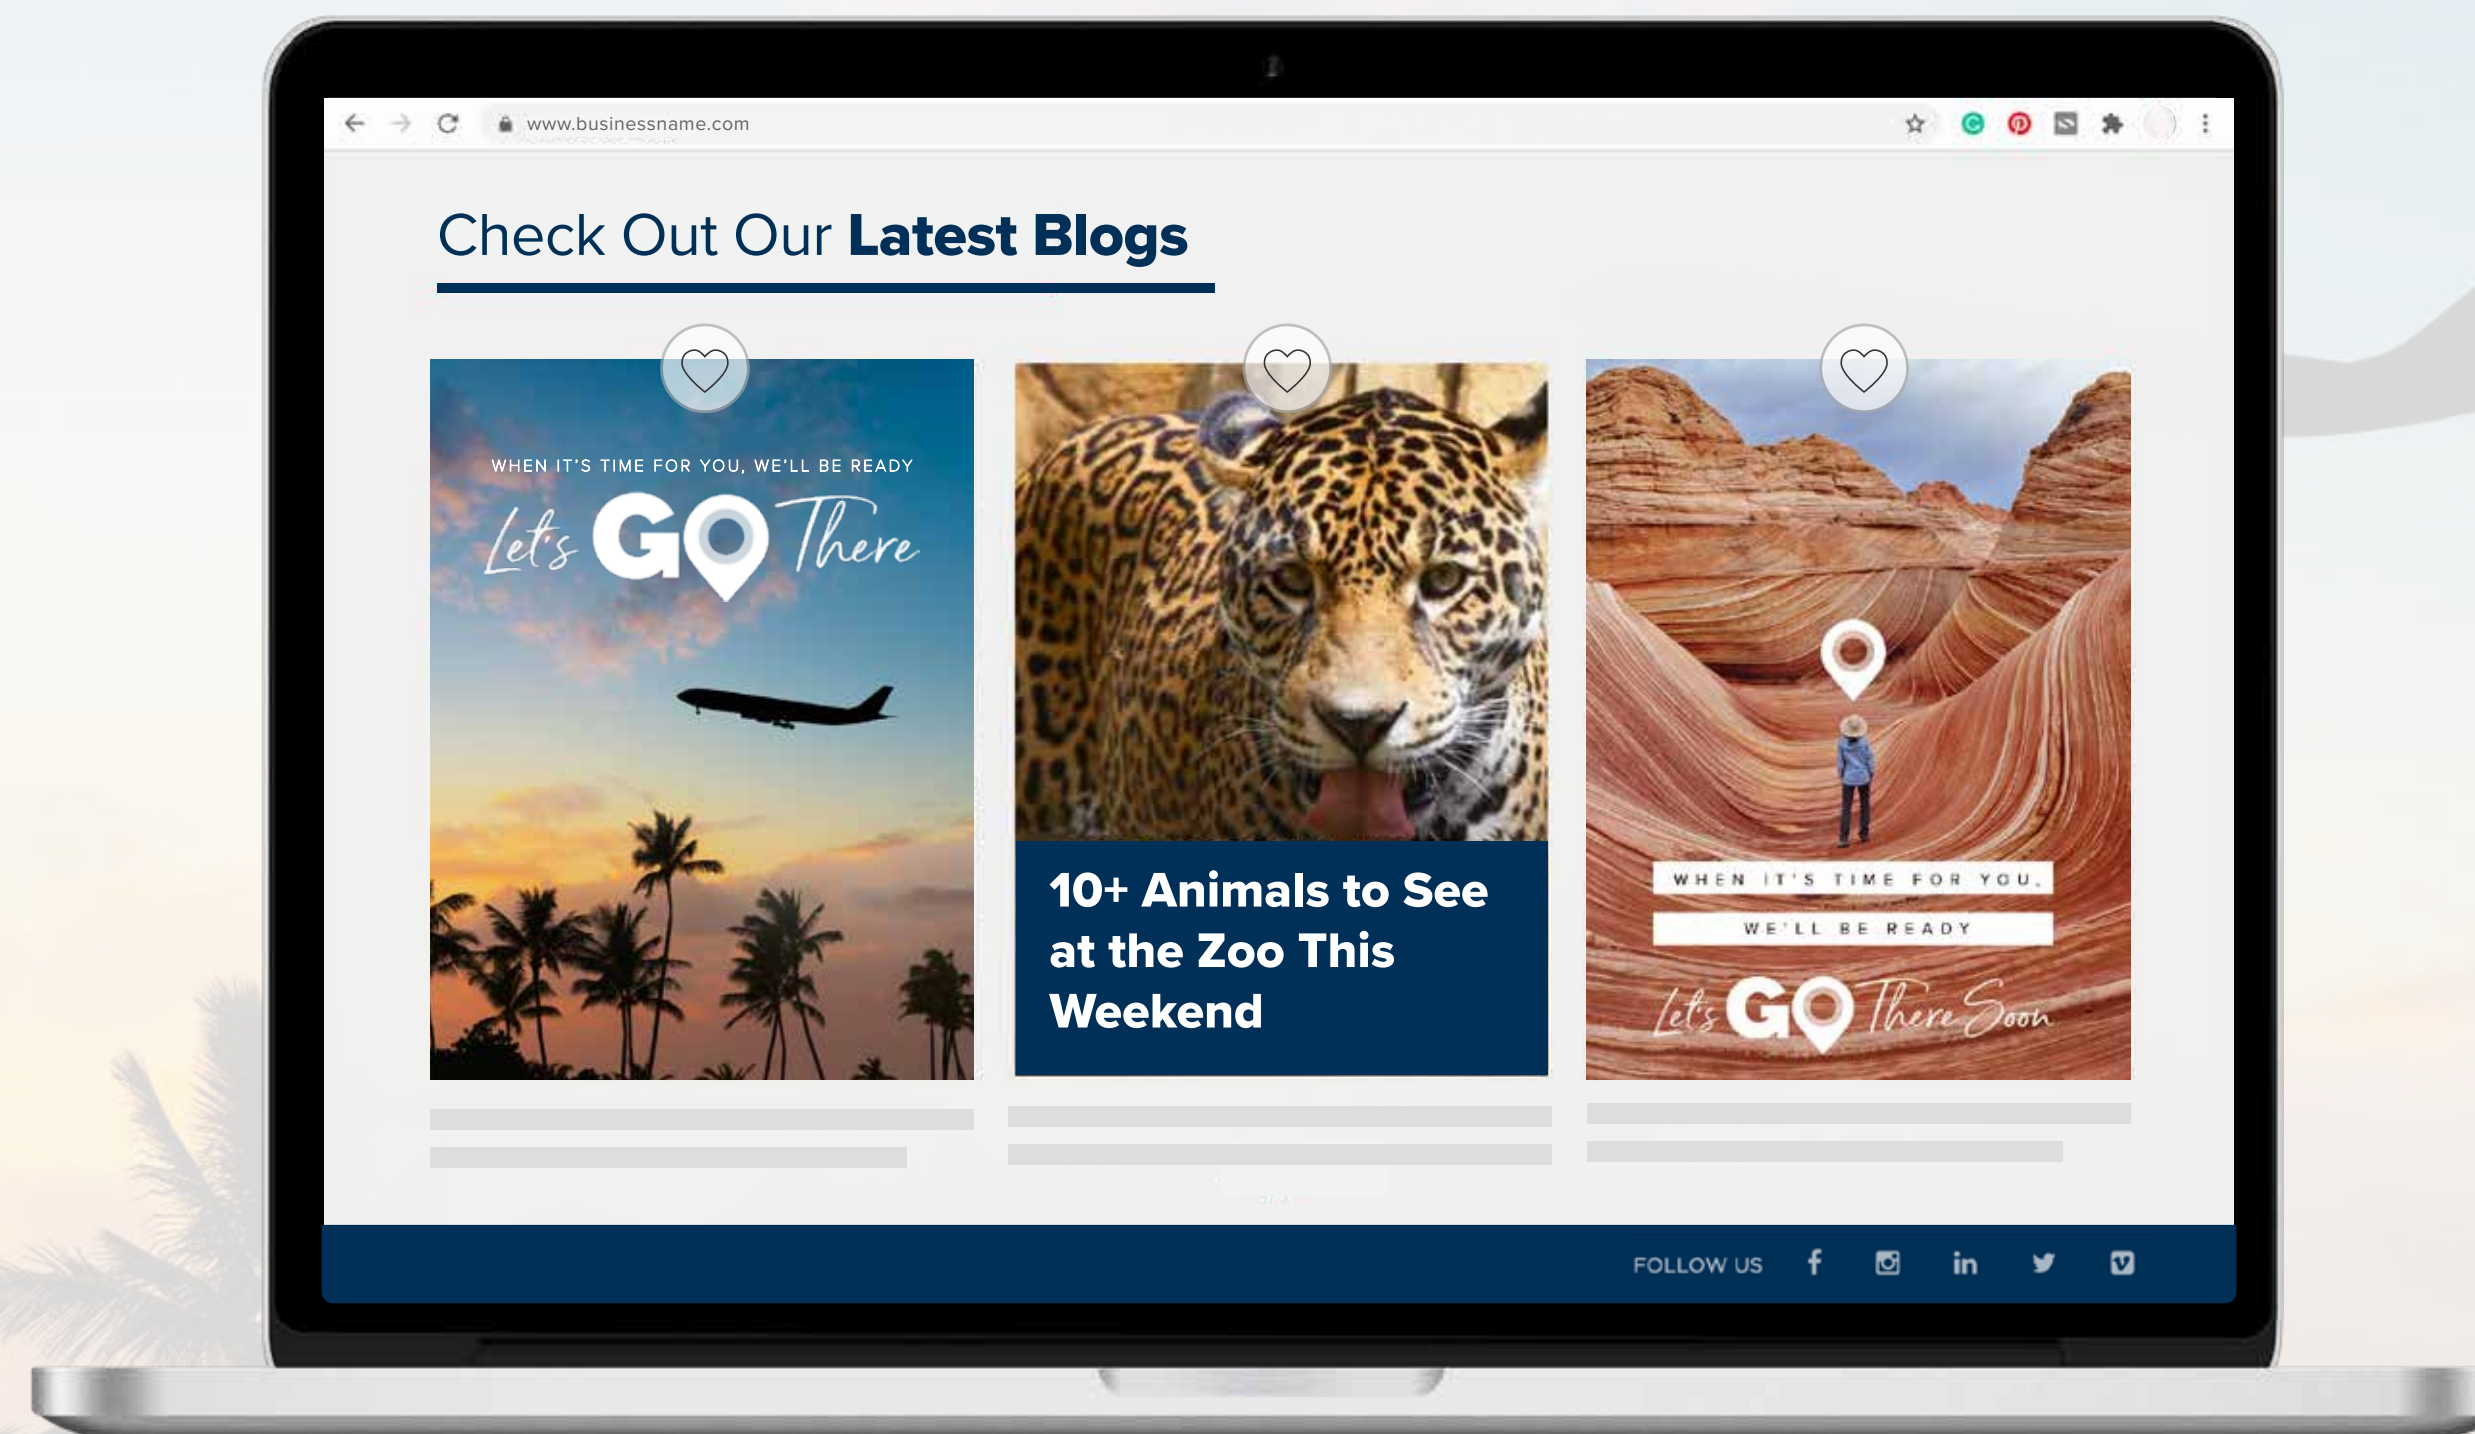 www.businessname.com
Check Out Our Latest Blogs
WHEN IT'S TIME FOR YOU, WE'LL BE READY
Let's GO There
10+ Animals to See
at the Zoo This
Weekend
WHEN IT'S TIME FOR YOU,
WE'LL BE READY
Let's GO There Soon
FOLLOW US